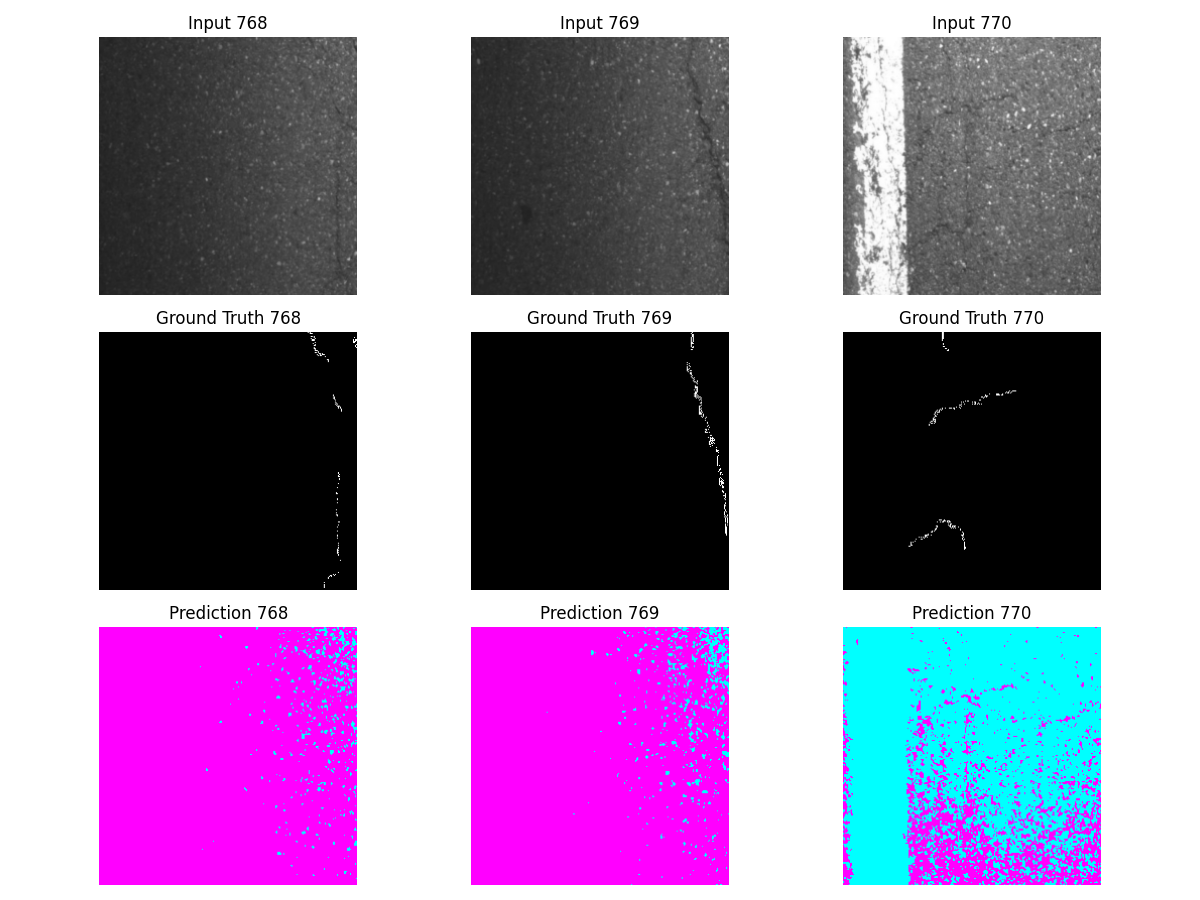 Input 768
Input 769
Input 770
Ground Truth 768
Ground Truth 769
Ground Truth 770
Prediction 768
Prediction 769
Prediction 770